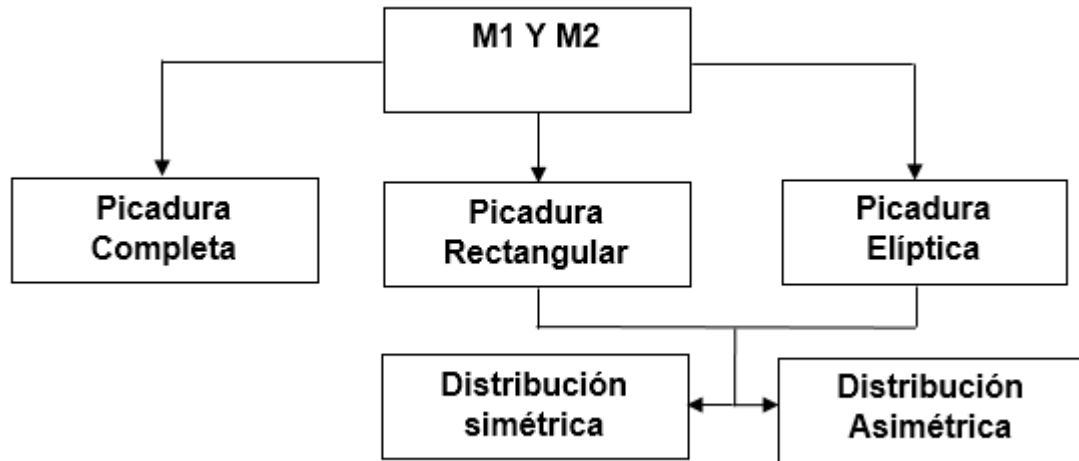 M1 Y M2
Picadura
Completa
Picadura
Rectangular
Picadura
Elíptica
Distribución
simétrica
Distribución
Asimétrica